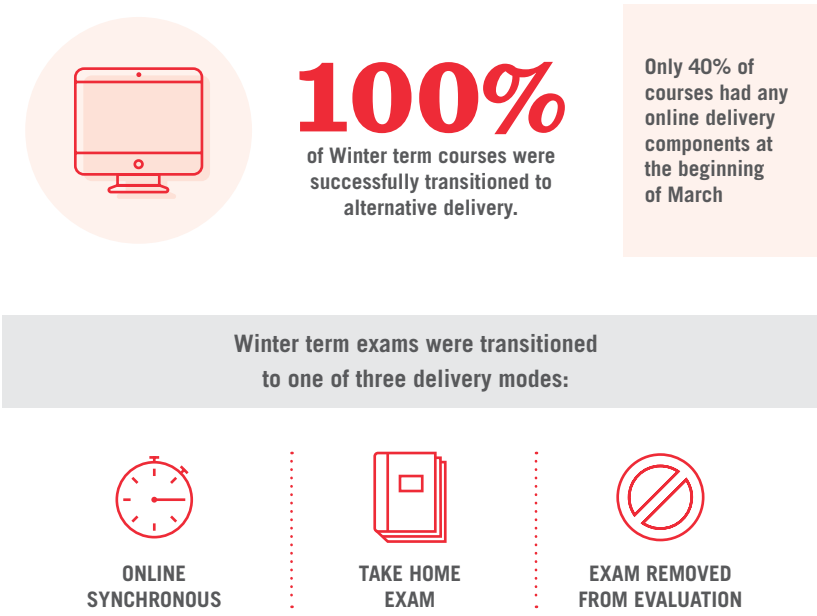 100%
of Winter term courses were
successfully transitioned to
alternative delivery.
Only 40% of
courses had any
online delivery
components at
the beginning
of March
Winter term exams were transitioned
to one of three delivery modes:
ONLINE
SYNCHRONOUS
TAKE HOME
EXAM
EXAM REMOVED
FROM EVALUATION